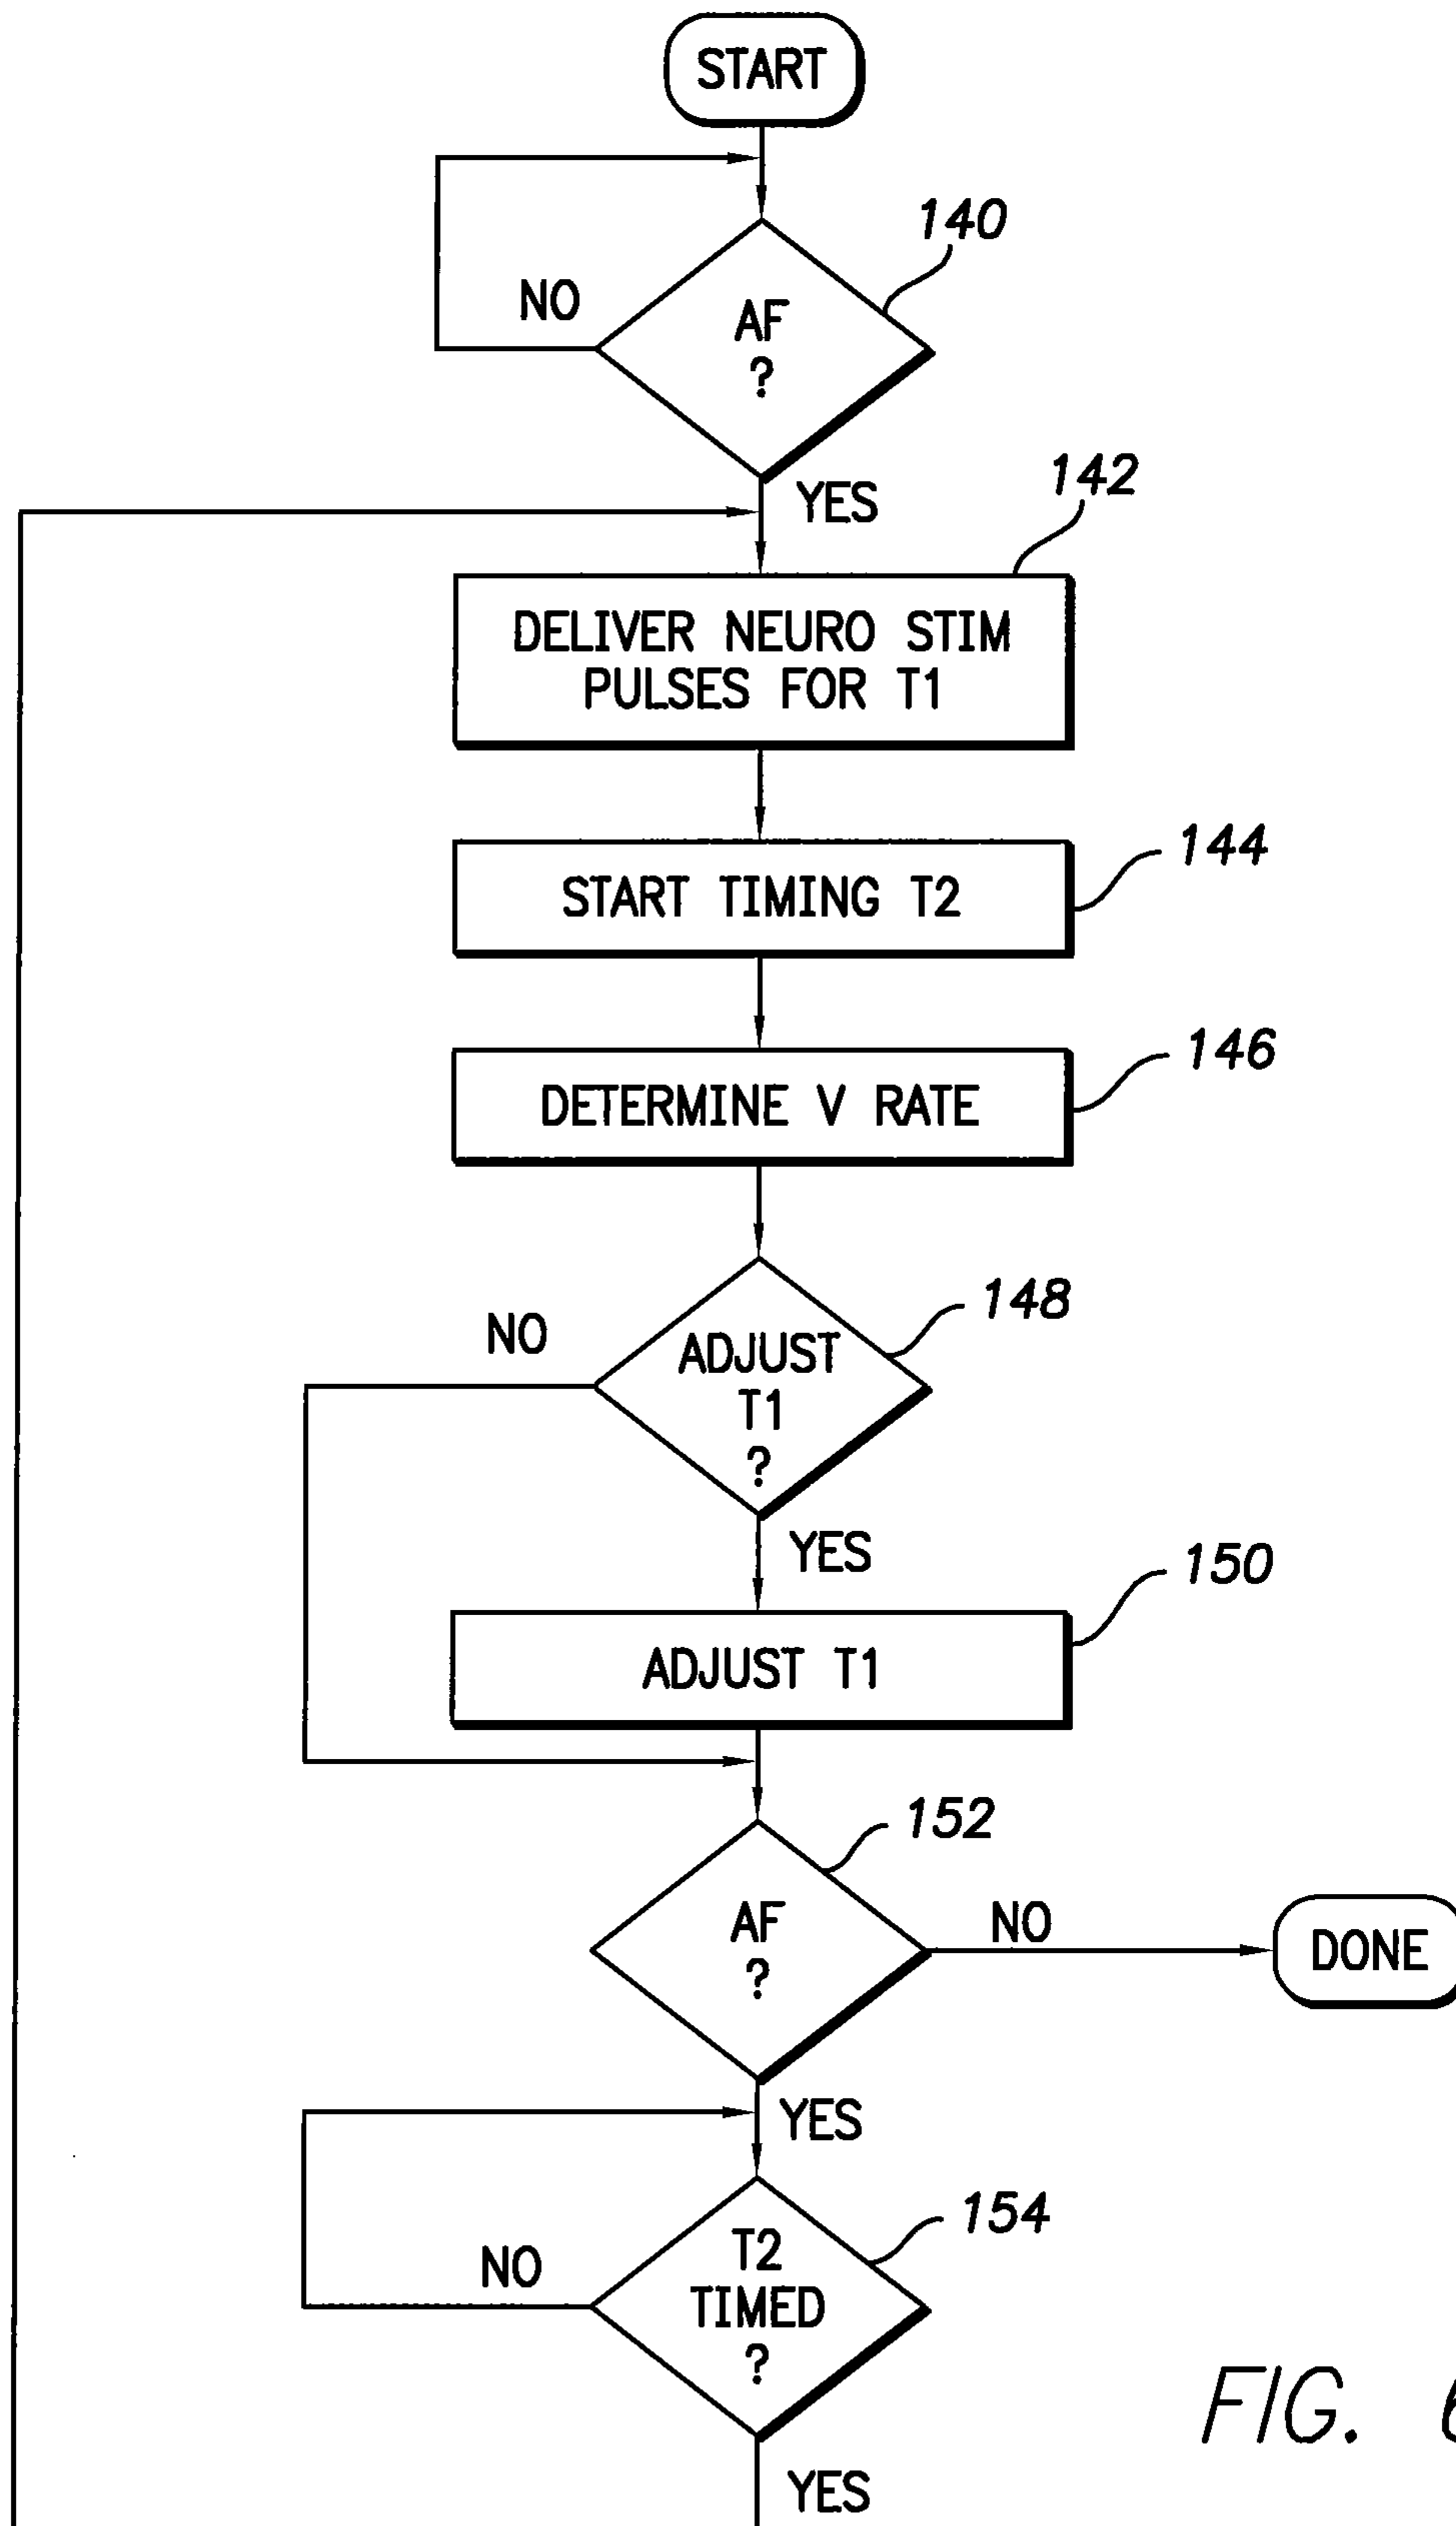 START
140
NO
AF
?
YES
142
DELIVER NEURO STIM
PULSES FOR T1
144
START TIMING T2
146
DETERMINE V RATE
148
NO
ADJUST
T1
?
YES
150
ADJUST T1
152
AF
?
NO
DONE
YES
154
NO
T2
TIMED
?
FIG.
YES